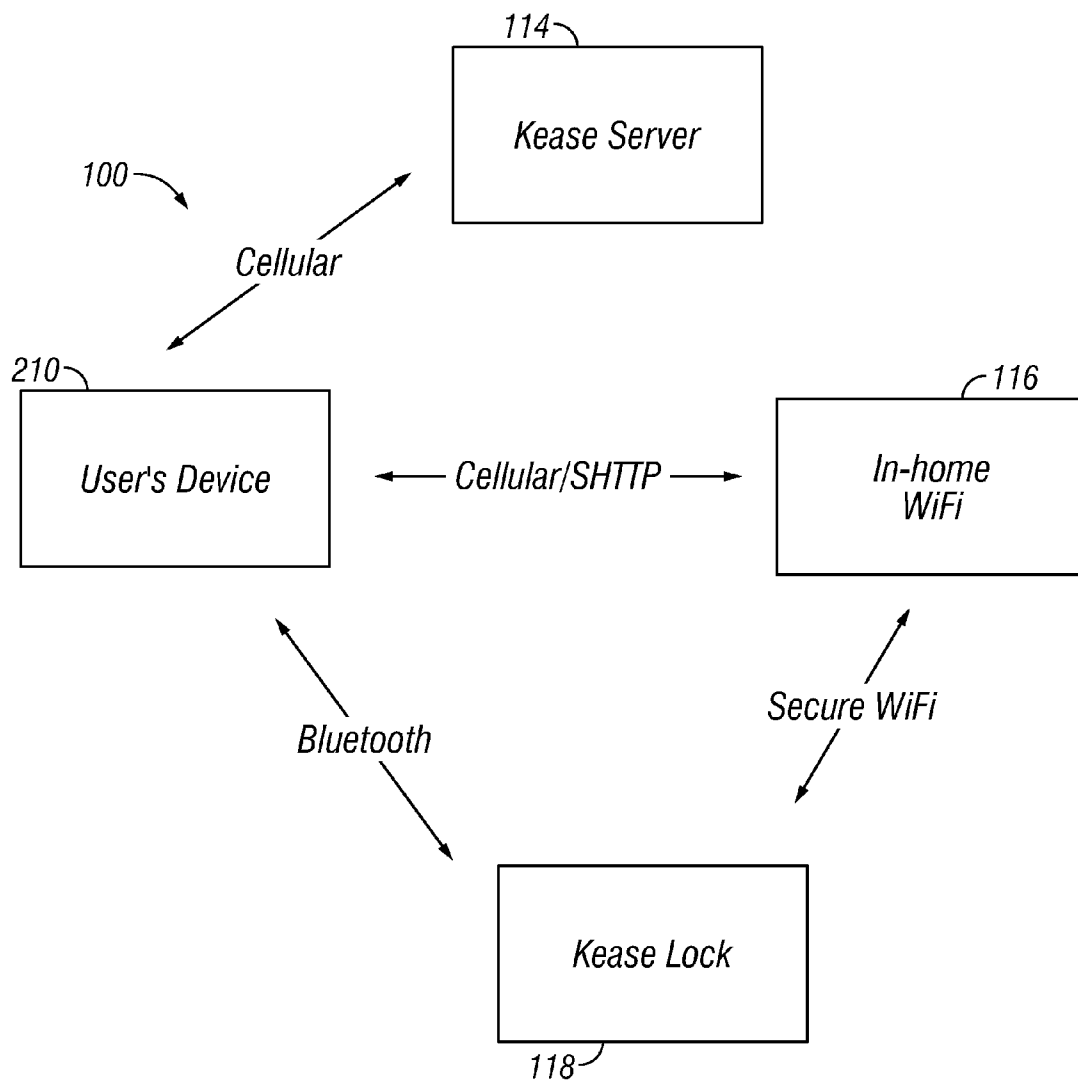 114
Kease Server
100
Cellular
210
User's Device
Cellular/SHTTP
116
In-home
WiFi
Bluetooth
Secure WiFi
Kease Lock
118